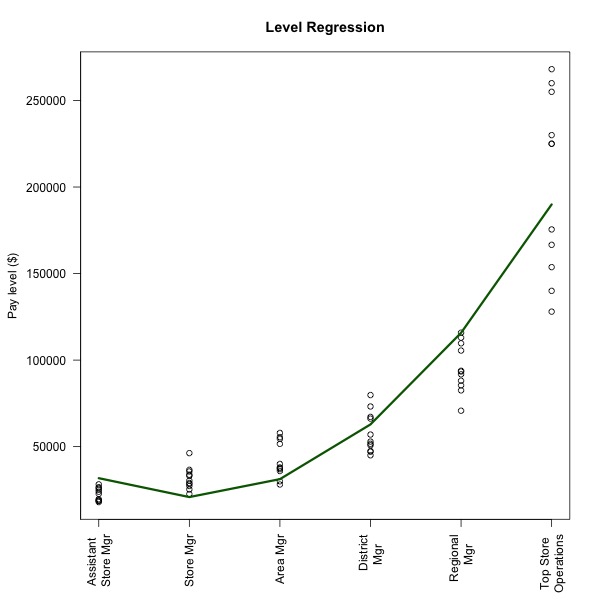 Level Regression
Pay level ($)
250000
200000
150000
100000
50000
Assistant
Store Mgr
Store Mgr
Area Mgr
District
Mgr
Regional
Mgr
Top Store
Operations